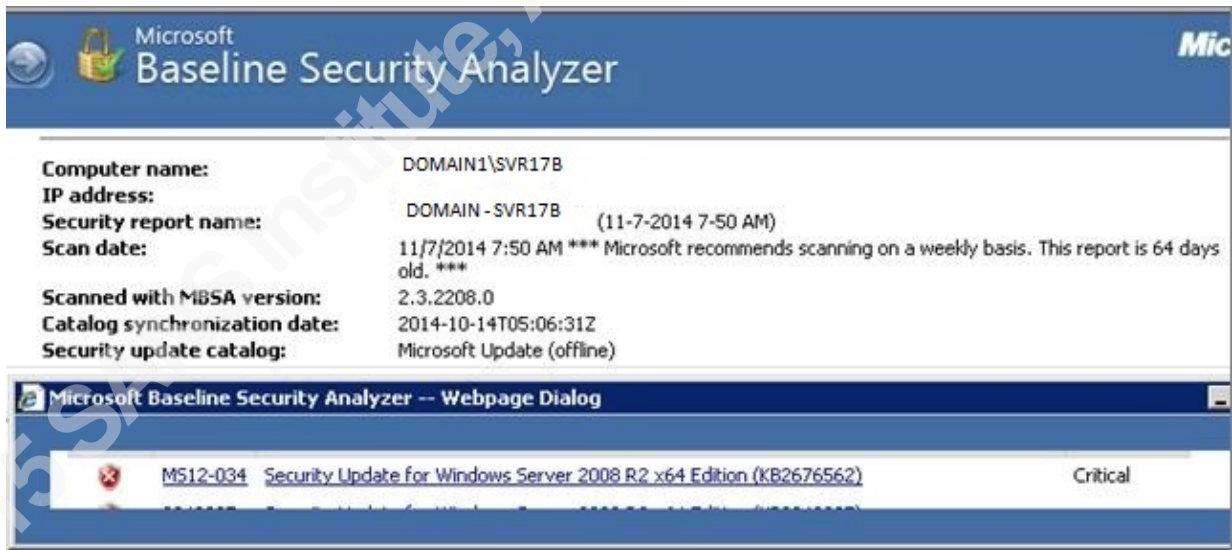 Microsoft
Baseline Security Analyzer
Mic
Computer name: DOMAIN1\SVR17B
IP address:
Security report name: DOMAIN-SVR17B (11-7-2014 7-50 AM)
Scan date: 11/7/2014 7:50 AM *** Microsoft recommends scanning on a weekly basis. This report is 64 days
old. ***
Scanned with MBSA version: 2.3.2208.0
Catalog synchronization date: 2014-10-14T05:06:31Z
Security update catalog: Microsoft Update (offline)
Microsoft Baseline Security Analyzer -- Webpage Dialog
MS12-034 Security Update for Windows Server 2008 R2 x64 Edition (KB2676562) Critical
15 SANS Institute,